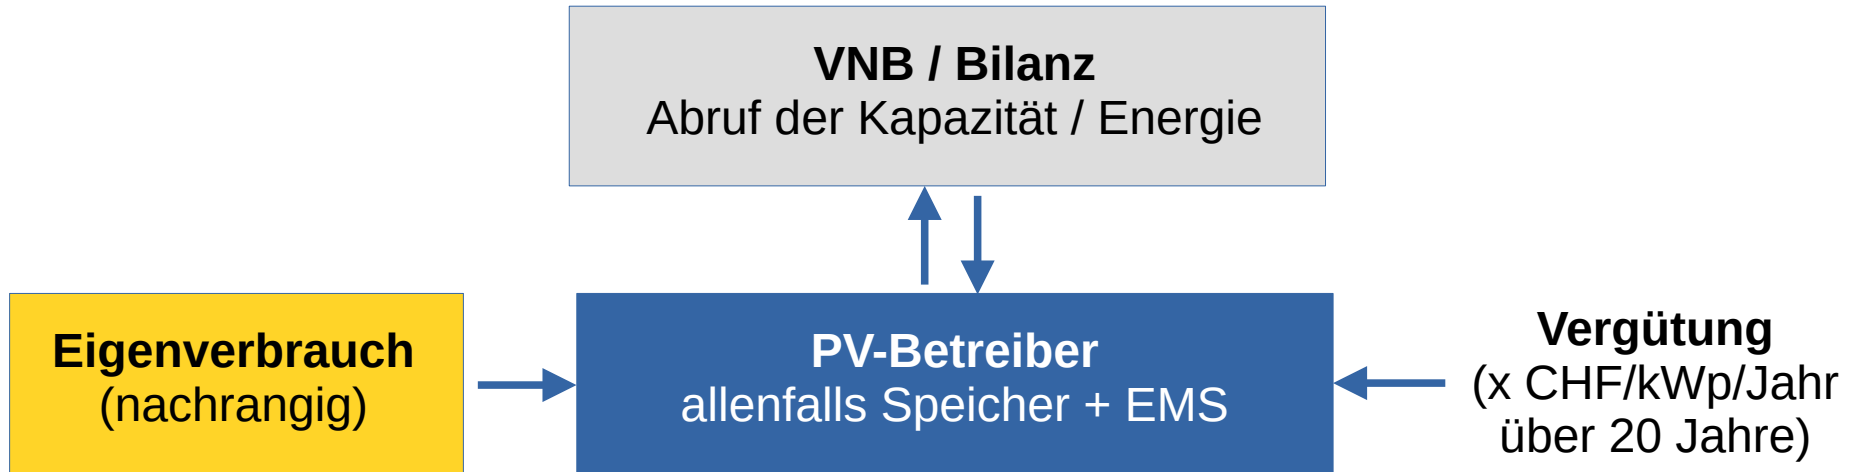 VNB / Bilanz
Abruf der Kapazität / Energie
Eigenverbrauch
(nachrangig)
PV-Betreiber
allenfalls Speicher + EMS
Vergütung
(x CHF/kWp/Jahr
über 20 Jahre)